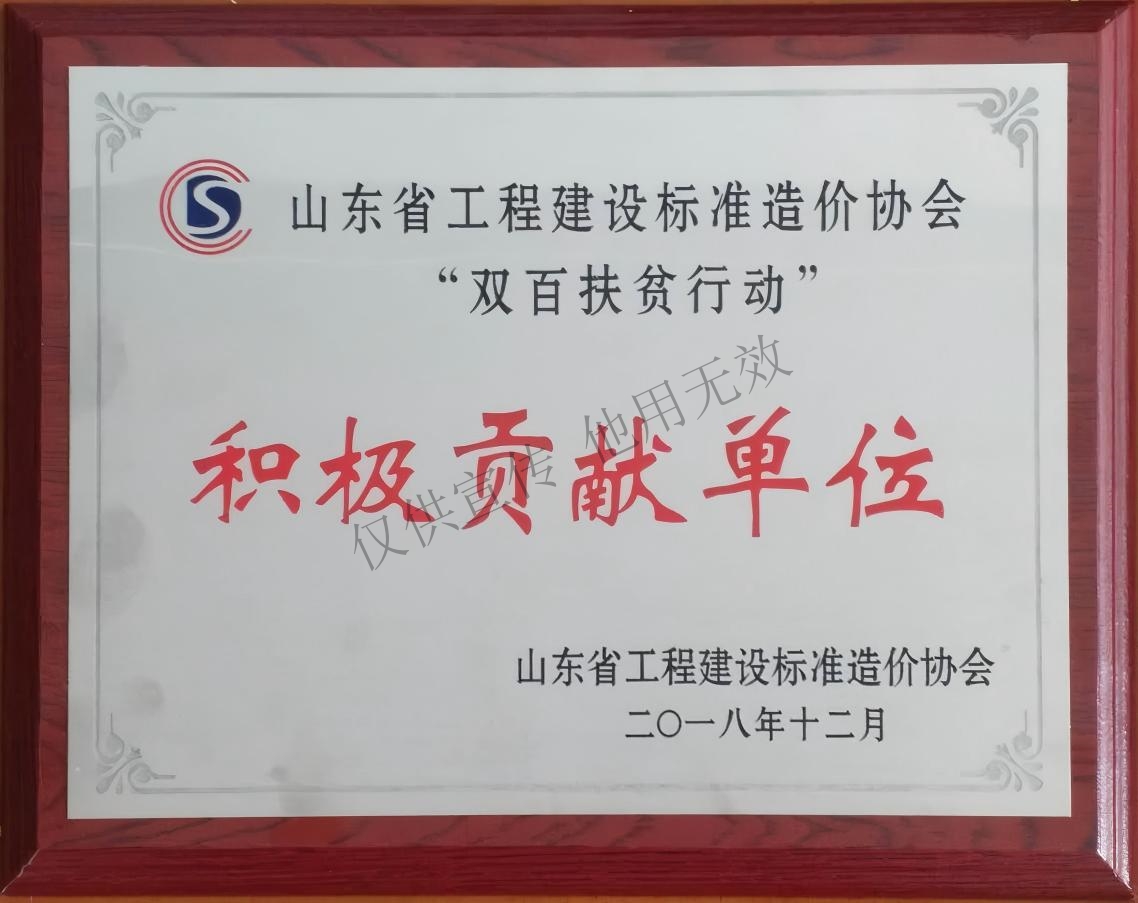 山东省工程建设标准造价协会
“双百扶贫行动”
积极贡献单位
仅供宣传 他用无效
山东省工程建设标准造价协会
二〇一八年十二月